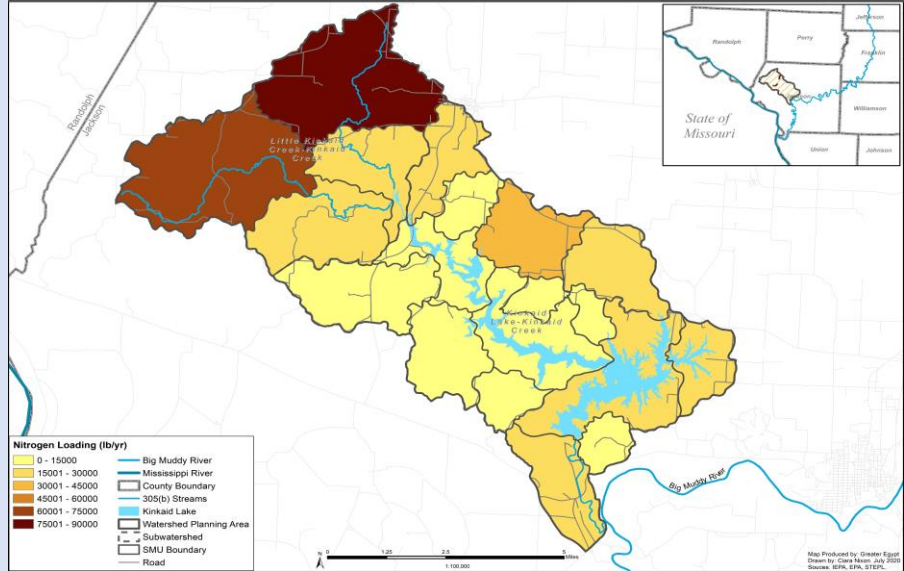 Randolph
Jackson
Little Kinkaid
Creek-Kinkaid
Creek
Kinkaid
Lake-Kinkaid
Creek
Big Muddy River
Jefferson
Randolph
Perry
Franklin
Williamson
State of
Missouri
Union
Johnson
Nitrogen Loading (lb/yr)
0 - 15000
15001 - 30000
30001 - 45000
45001 - 60000
60001 - 75000
75001 - 90000
Big Muddy River
Mississippi River
County Boundary
305(b) Streams
Kinkaid Lake
Watershed Planning Area
Subwatershed
SMU Boundary
Road
N
0 1.25 2.5 5
Miles
1:100,000
Map Produced by: Greater Egypt
Drawn by: Ciara Nixon July 2020
Sources: IEPA, EPA, STEPL